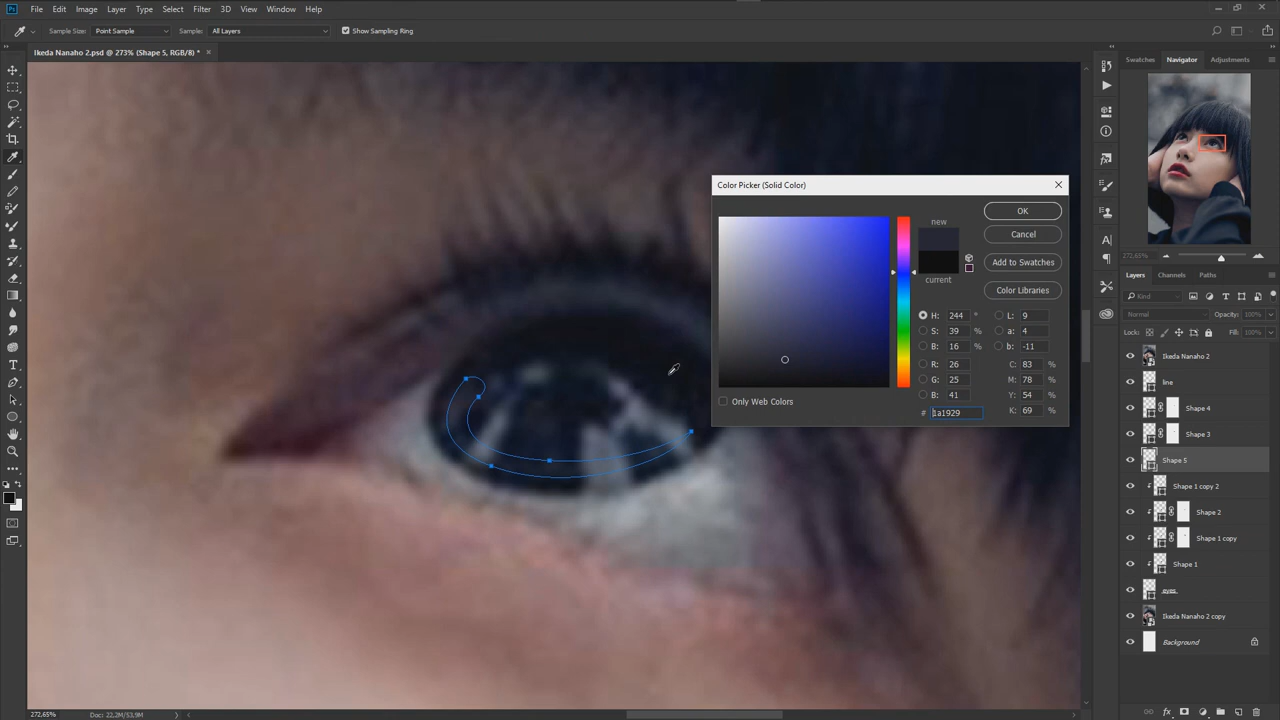 Ps File Edit Image Layer Type Select Filter 3D View Window Help
Sample Size: Point Sample Sample: All Layers Show Sampling Ring
Ikeda Nanaho 2.psd @ 273% (Shape 5, RGB/8) *
Swatches Navigator Adjustments
Color Picker (Solid Color)
new
current
OK
Cancel
Add to Swatches
Color Libraries
H: 244 °
S: 39 %
B: 16 %
R: 26
G: 25
B: 41
# 1a1929
L: 9
a: 4
b: -11
C: 83 %
M: 78 %
Y: 54 %
K: 69 %
Only Web Colors
272,65%
Layers Channels Paths
Kind
Normal Opacity: 100%
Lock: Fill: 100%
Ikeda Nanaho 2
line
Shape 4
Shape 3
Shape 5
Shape 1 copy 2
Shape 2
Shape 1 copy
Shape 1
eyes
Ikeda Nanaho 2 copy
Background
272,65% Doc: 22,2M/53,9M